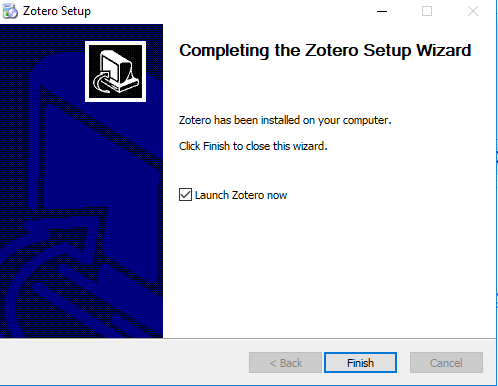 Zotero Setup
Completing the Zotero Setup Wizard
Zotero has been installed on your computer.
Click Finish to close this wizard.
Launch Zotero now
< Back
Finish
Cancel